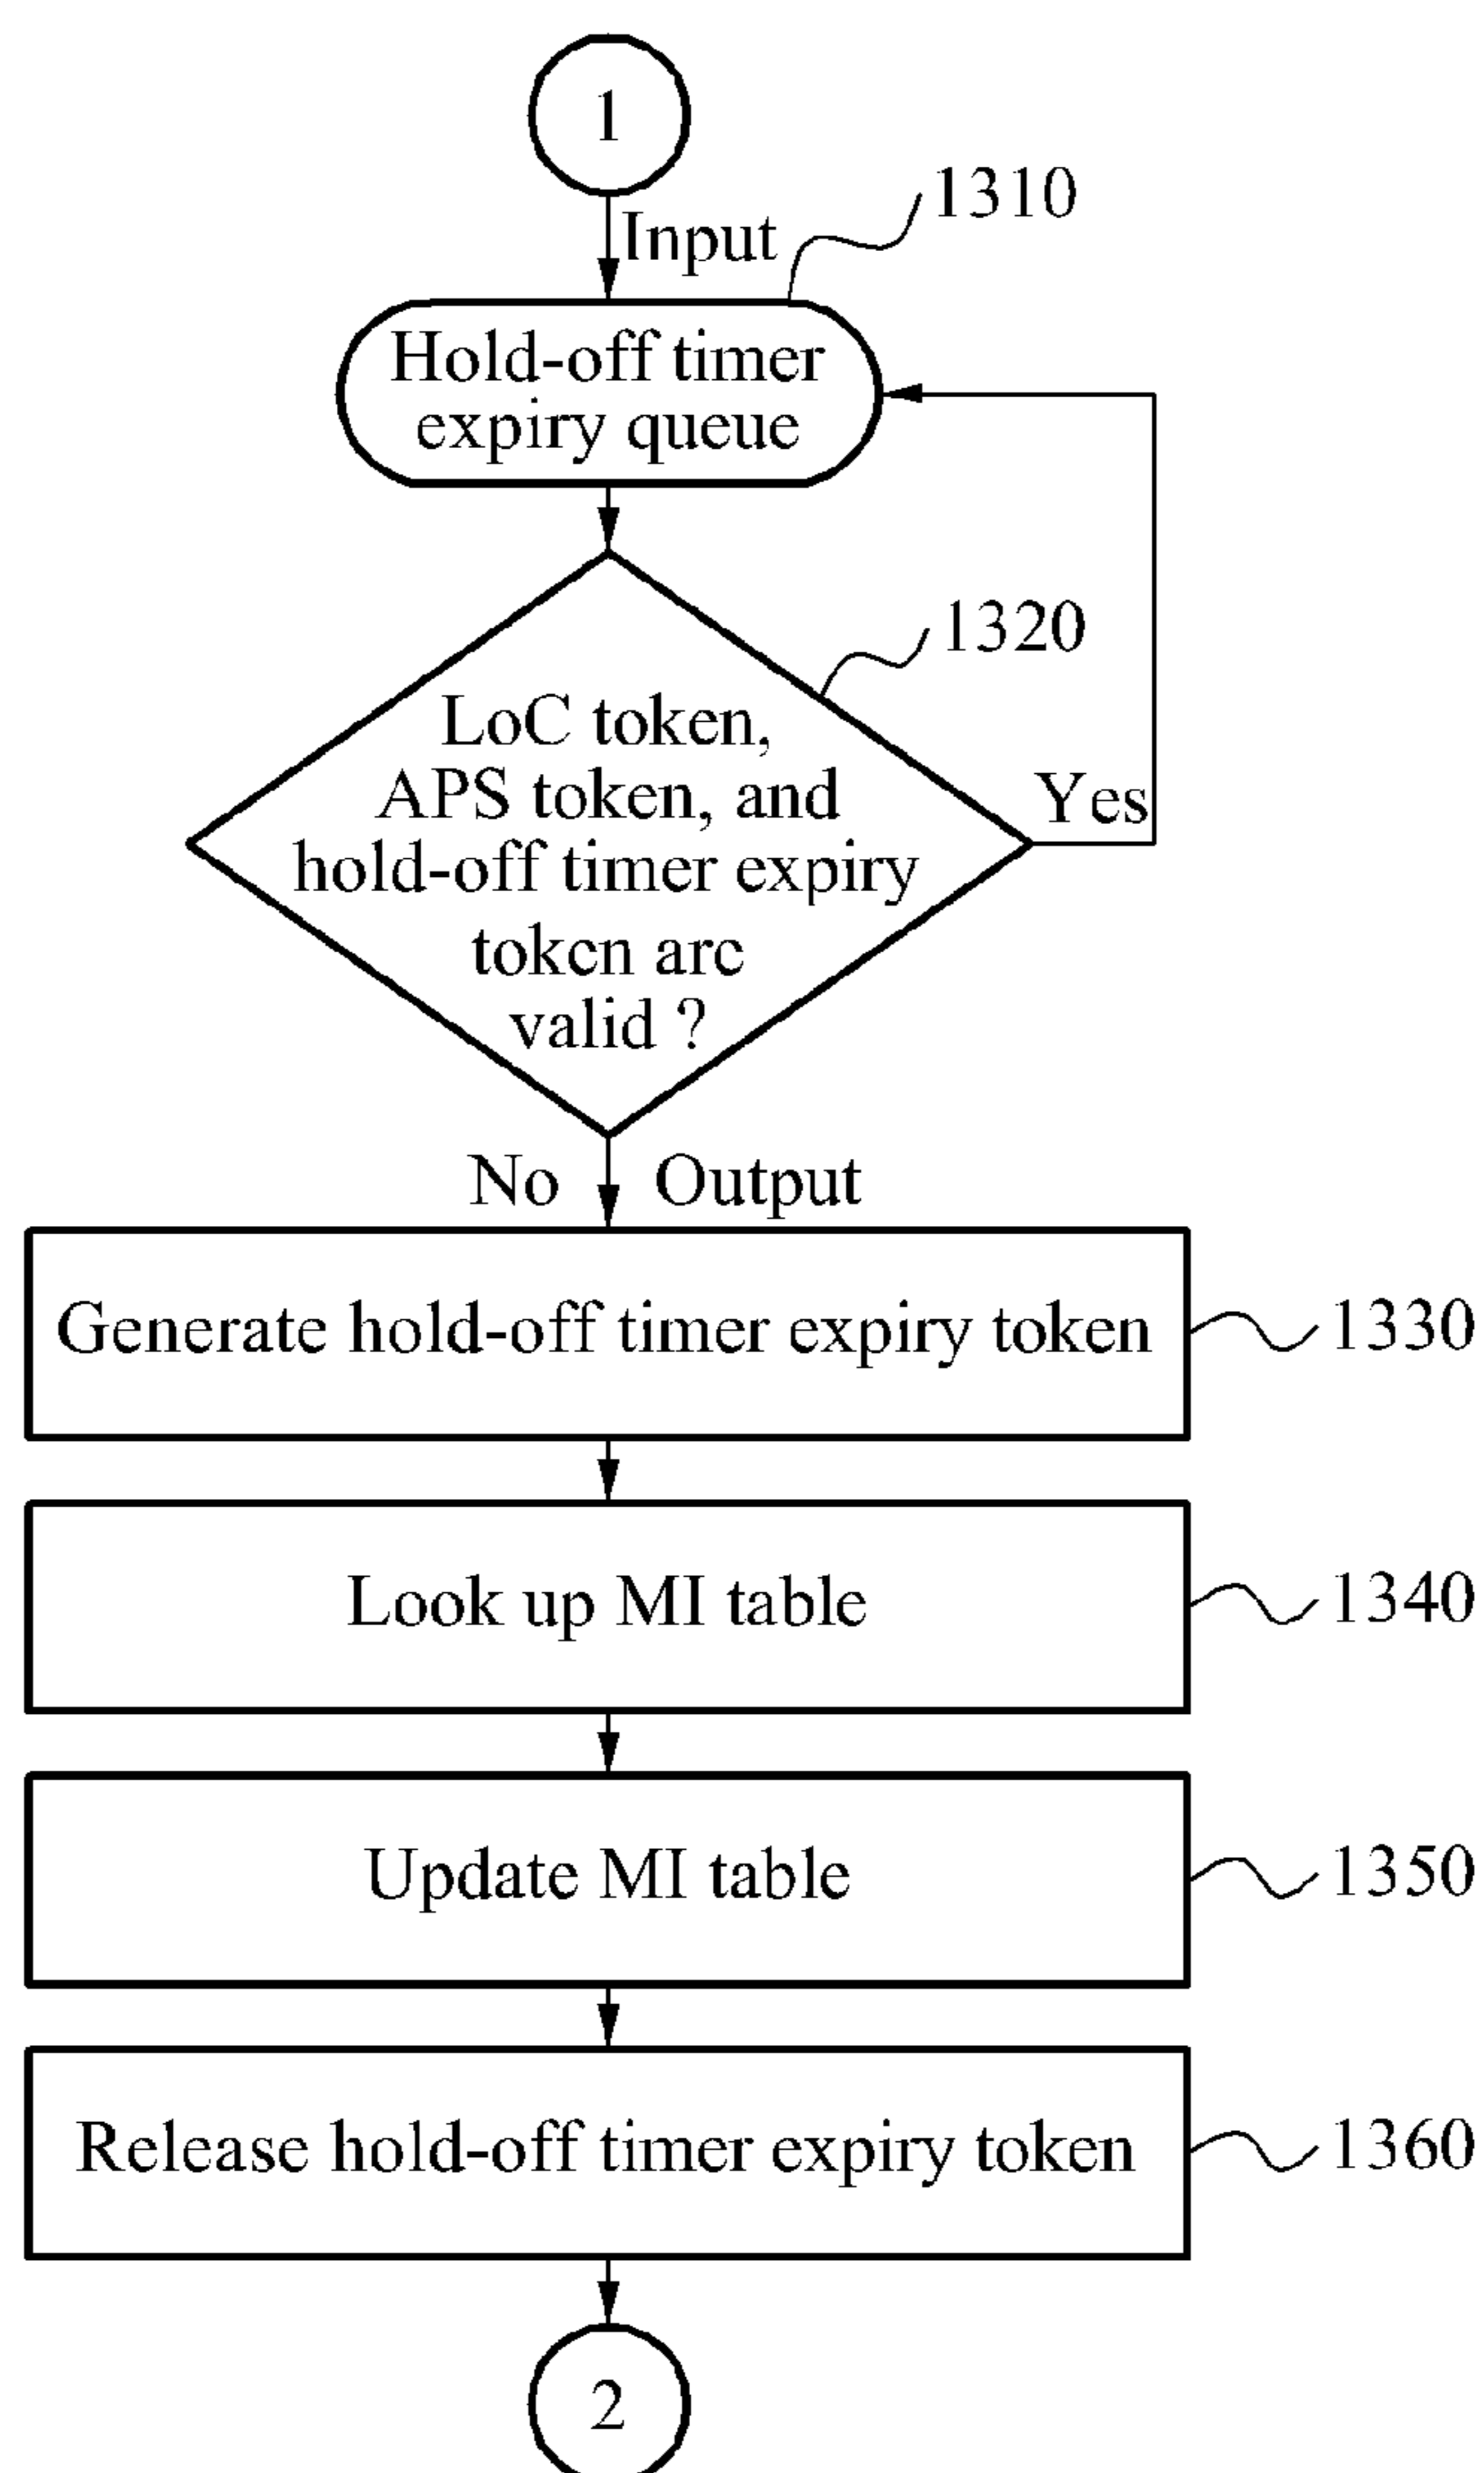 1
Input
1310
Hold-off timer
expiry queue
1320
LoC token,
APS token, and
hold-off timer expiry
token are
valid ?
Yes
No
Output
Generate hold-off timer expiry token
1330
Look up MI table
1340
Update MI table
1350
Release hold-off timer expiry token
1360
2